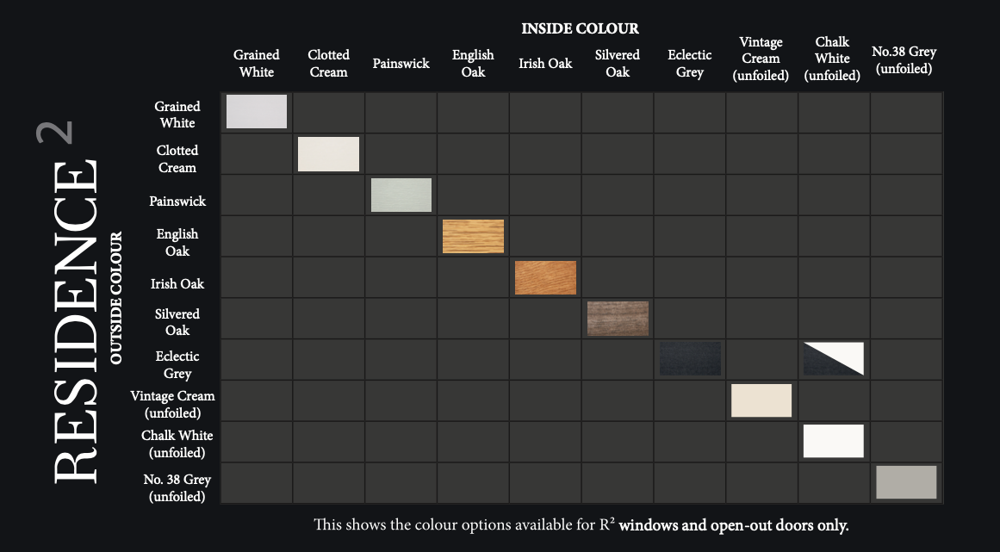 RESIDENCE 2
OUTSIDE COLOUR
INSIDE COLOUR
Grained
White
Clotted
Cream
Painswick
English
Oak
Irish Oak
Silvered
Oak
Eclectic
Grey
Vintage
Cream
(unfoiled)
Chalk
White
(unfoiled)
No.38 Grey
(unfoiled)
Grained
White
Clotted
Cream
Painswick
English
Oak
Irish Oak
Silvered
Oak
Eclectic
Grey
Vintage Cream
(unfoiled)
Chalk White
(unfoiled)
No. 38 Grey
(unfoiled)
This shows the colour options available for R² windows and open-out doors only.